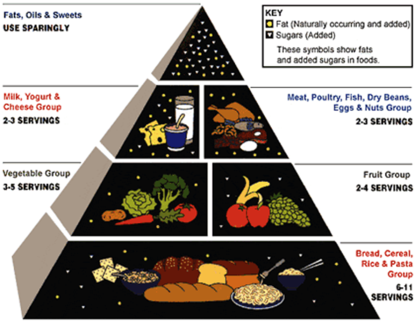 Fats, Oils & Sweets
USE SPARINGLY
KEY
Fat (Naturally occurring and added)
Sugars (Added)
These symbols show fats
and added sugars in foods.
Milk, Yogurt &
Cheese Group
2-3 SERVINGS
Meat, Poultry, Fish, Dry Beans,
Eggs & Nuts Group
2-3 SERVINGS
Vegetable Group
3-5 SERVINGS
Fruit Group
2-4 SERVINGS
Bread, Cereal,
Rice & Pasta
Group
6-11
SERVINGS